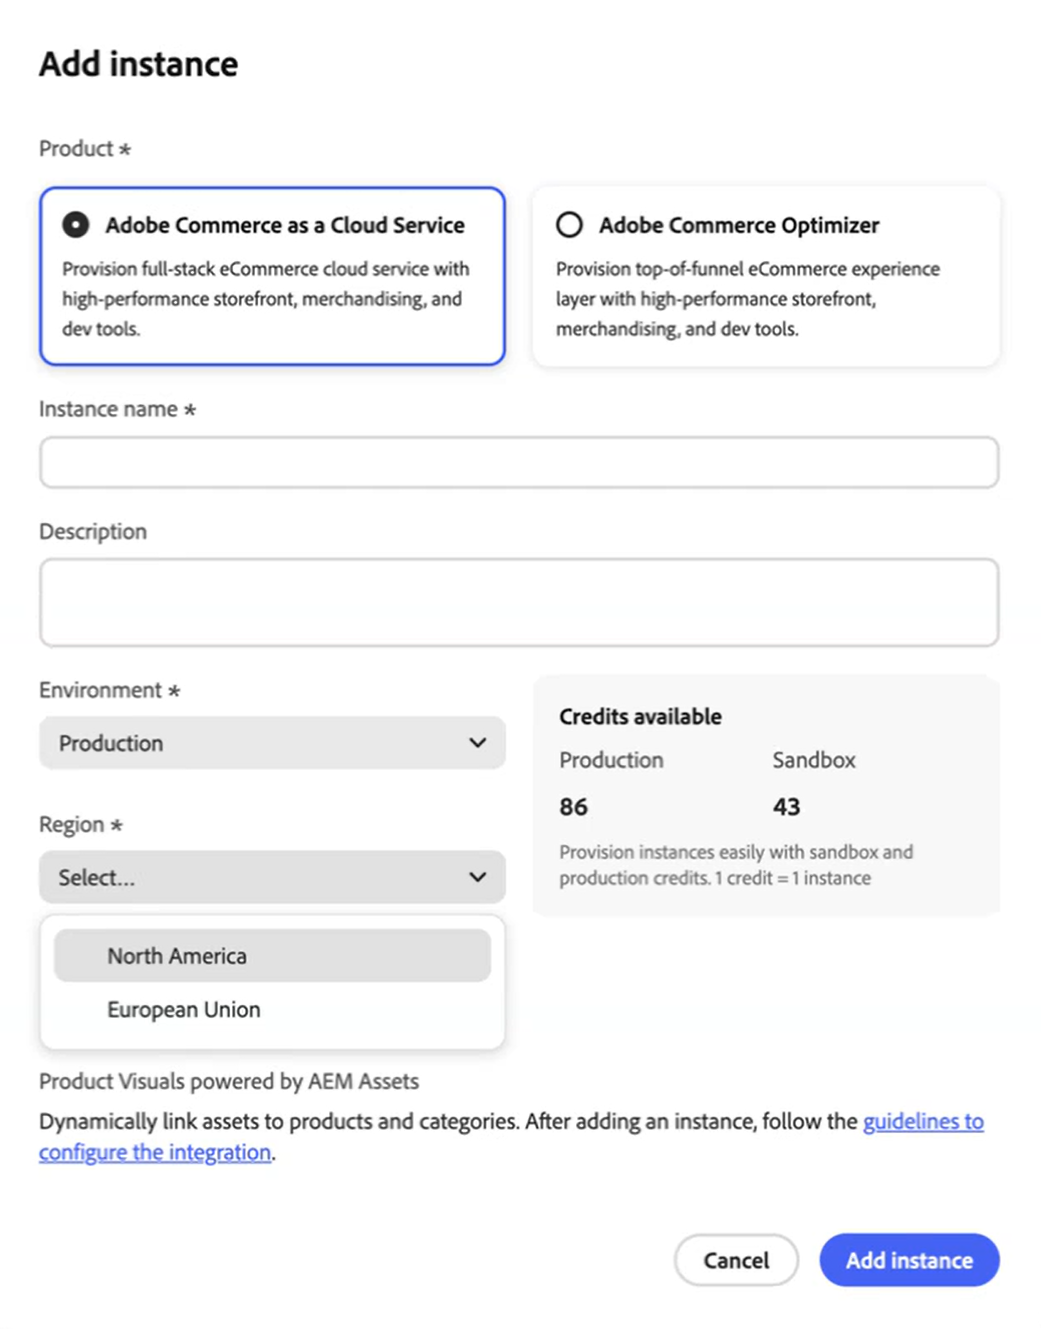 Add instance
Product *
Adobe Commerce as a Cloud Service
Provision full-stack eCommerce cloud service with
high-performance storefront, merchandising, and
dev tools.
Adobe Commerce Optimizer
Provision top-of-funnel eCommerce experience
layer with high-performance storefront,
merchandising, and dev tools.
Instance name *
Description
Environment *
Production
Region *
Select...
North America
European Union
Credits available
Production Sandbox
86 43
Provision instances easily with sandbox and
production credits. 1 credit = 1 instance
Product Visuals powered by AEM Assets
Dynamically link assets to products and categories. After adding an instance, follow the guidelines to
configure the integration.
Cancel Add instance